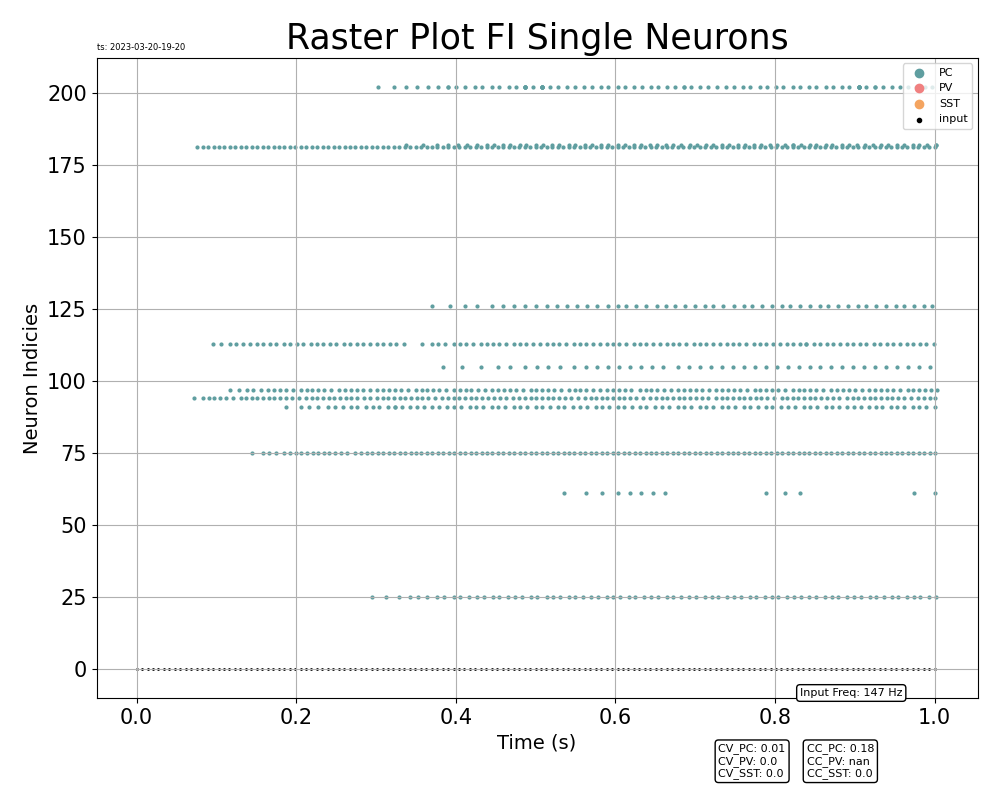 Raster Plot FI Single Neurons
ts: 2023-03-20-19-20
PC
PV
SST
input
200
175
150
125
100
75
50
25
0
Neuron Indicies
Input Freq: 147 Hz
0.0 0.2 0.4 0.6 0.8 1.0
Time (s)
CV_PC: 0.01
CV_PV: 0.0
CV_SST: 0.0
CC_PC: 0.18
CC_PV: nan
CC_SST: 0.0